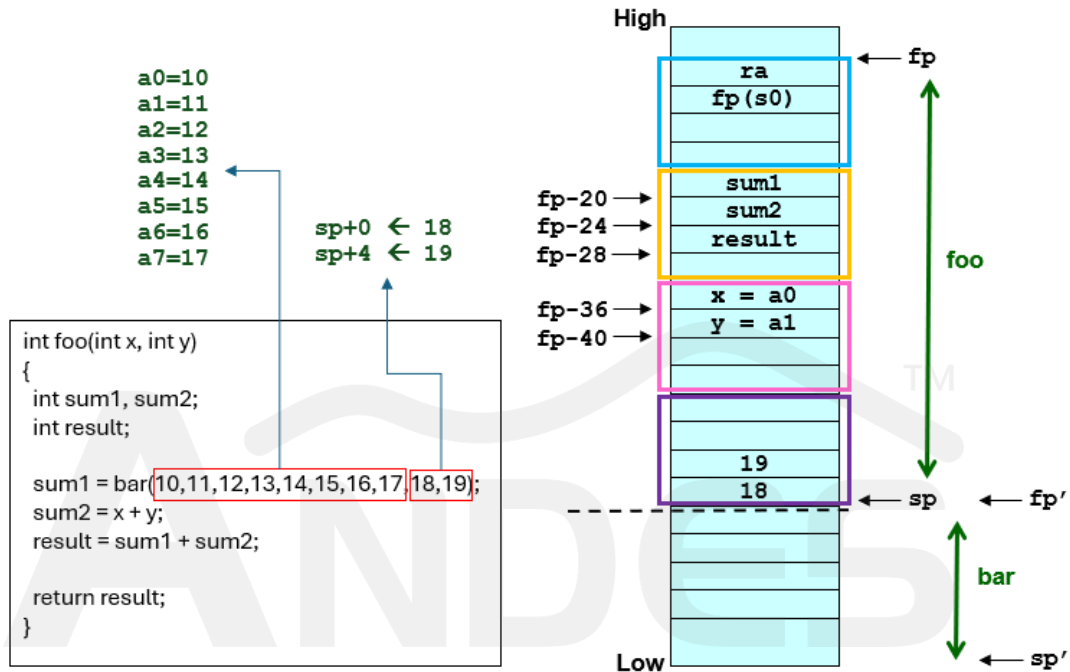 High
fp
ra
fp(s0)
a0=10
a1=11
a2=12
a3=13
a4=14
a5=15
a6=16
a7=17
sp+0 ← 18
sp+4 ← 19
fp-20
fp-24
fp-28
sum1
sum2
result
foo
fp-36
fp-40
x = a0
y = a1
int foo(int x, int y)
{
int sum1, sum2;
int result;
sum1 = bar(10,11,12,13,14,15,16,17,18,19);
sum2 = x + y;
result = sum1 + sum2;
return result;
}
19
18
sp
fp’
bar
Low
sp’
ANDES
TM